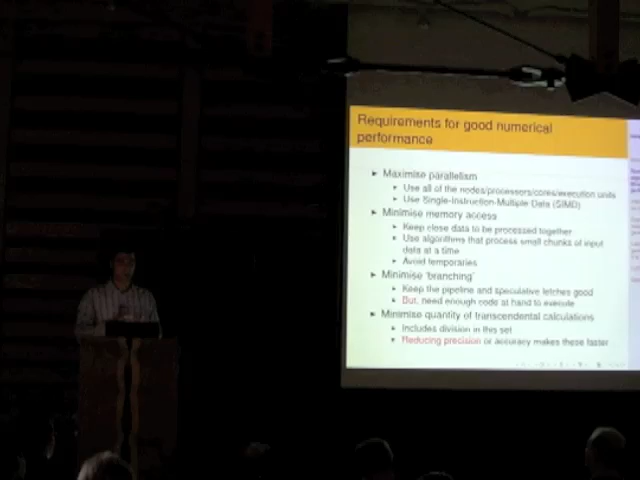 Requirements for good numerical
performance
Maximise parallelism
Use all of the nodes/processors/cores/execution units
Use Single-Instruction-Multiple Data (SIMD)
Minimise memory access
Keep close data to be processed together
Use algorithms that process small chunks of input
data at a time
Avoid temporaries
Minimise 'branching'
Keep the pipeline and speculative fetches good
But, need enough code at hand to execute
Minimise quantity of transcendental calculations
Includes division in this set
Reducing precision or accuracy makes these faster